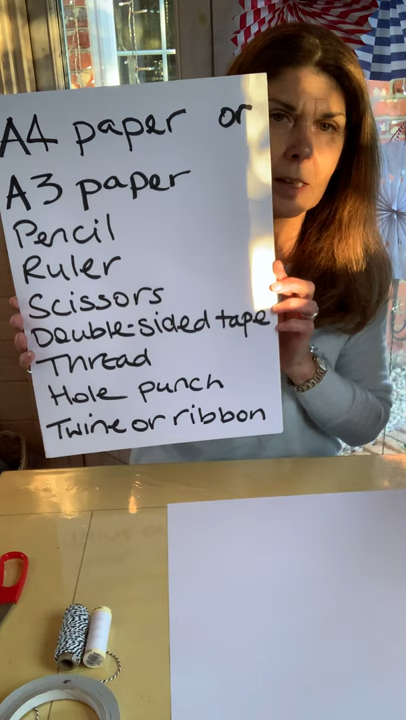 A4 paper or
A3 paper
Pencil
Ruler
Scissors
Double-sided tape
Thread
Hole punch
Twine or ribbon